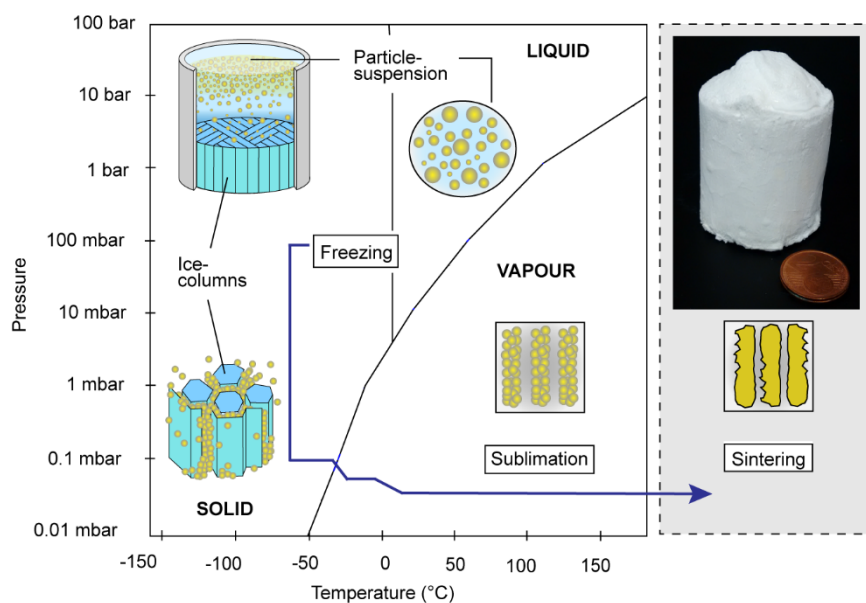 100 bar
10 bar
1 bar
100 mbar
10 mbar
1 mbar
0.1 mbar
0.01 mbar
Pressure
-150
-100
-50
0
50
100
150
Temperature (°C)
Particle-
suspension
LIQUID
Ice-
columns
Freezing
VAPOUR
SOLID
Sublimation
Sintering